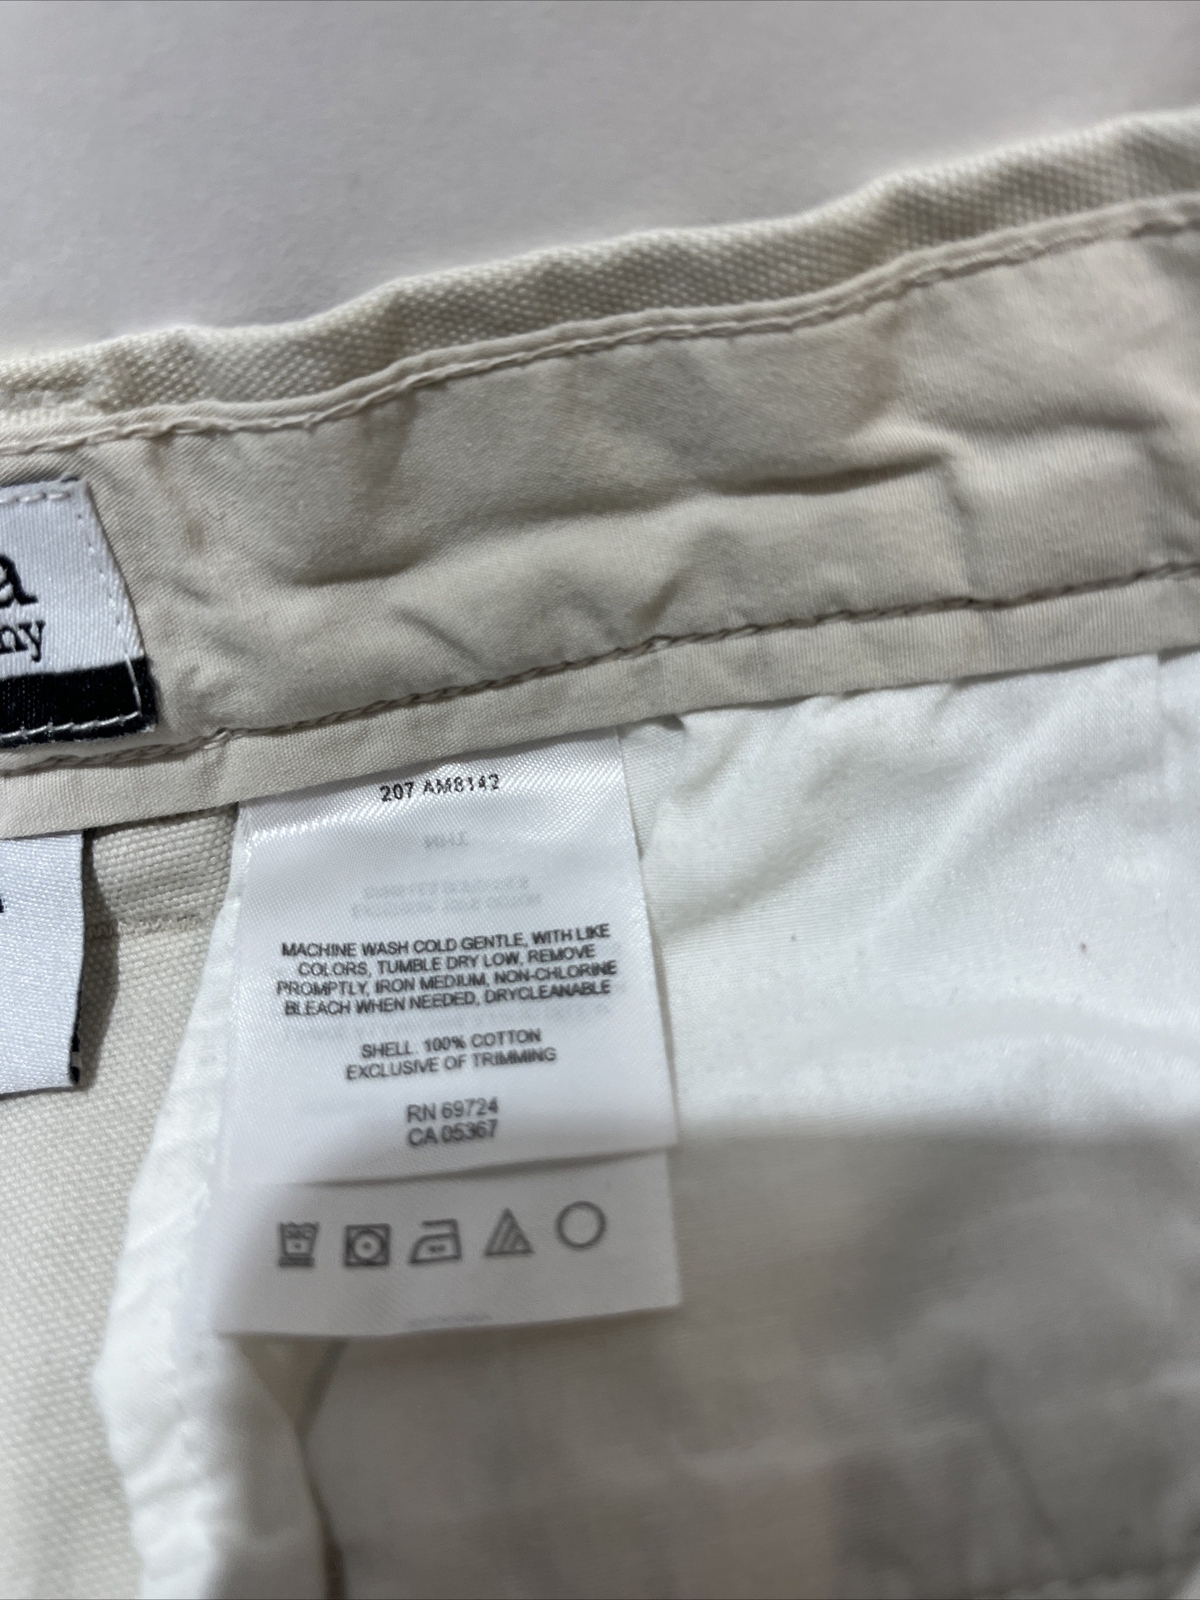 a
ny
207 AM8142
MACHINE WASH COLD GENTLE, WITH LIKE
COLORS, TUMBLE DRY LOW, REMOVE
PROMPTLY, IRON MEDIUM, NON-CHLORINE
BLEACH WHEN NEEDED, DRYCLEANABLE
SHELL: 100% COTTON
EXCLUSIVE OF TRIMMING
RN 69724
CA 05367